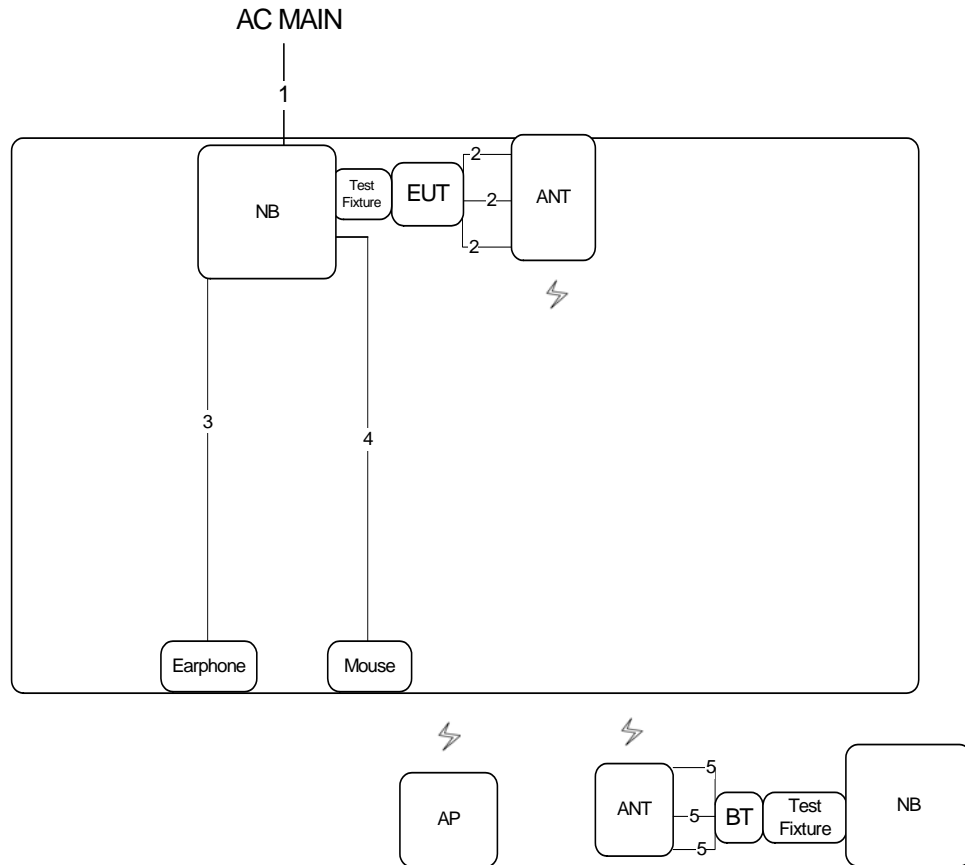 AC MAIN
1
NB
Test
Fixture
EUT
2
2
2
ANT
3
4
Earphone
Mouse
AP
ANT
5
5
5
BT
Test
Fixture
NB